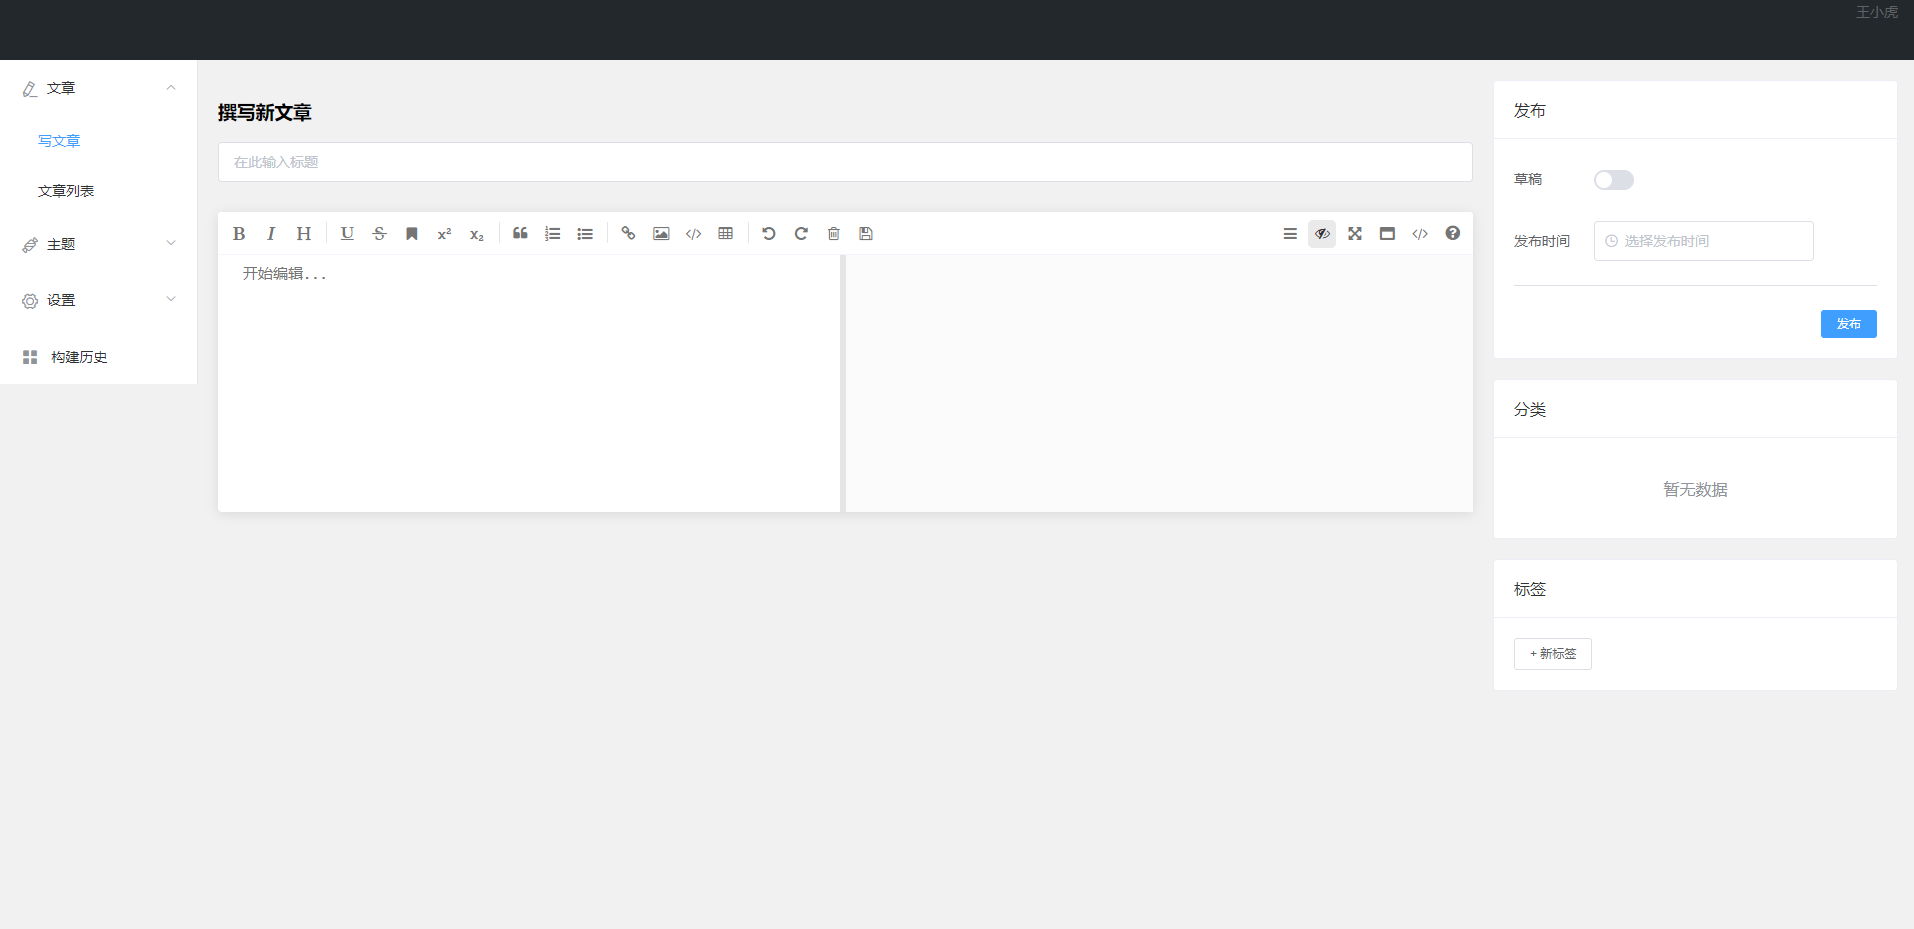 王小虎
文章
写文章
文章列表
主题
设置
构建历史
撰写新文章
在此输入标题
B I H U S x² x₂
开始编辑...
发布
草稿
发布时间 选择发布时间
发布
分类
暂无数据
标签
+ 新标签